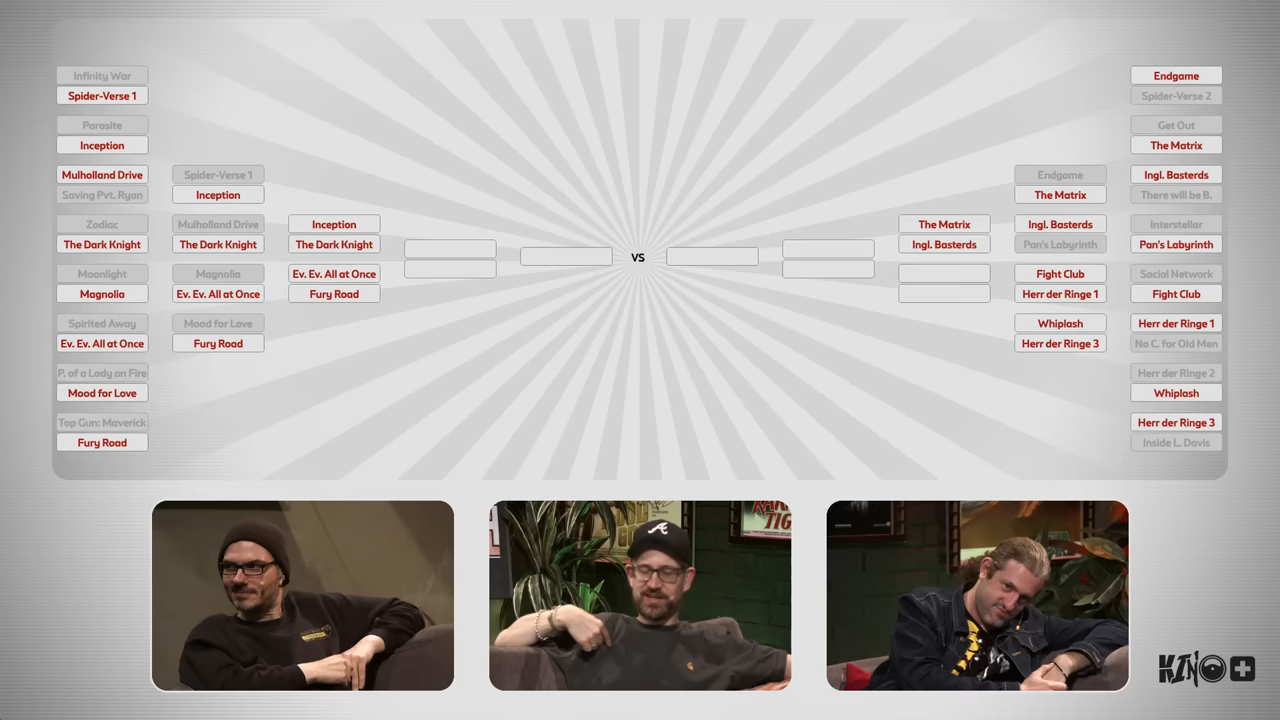 Infinity War
Spider-Verse 1
Parasite
Inception
Mulholland Drive
Saving Pvt. Ryan
Zodiac
The Dark Knight
Moonlight
Magnolia
Spirited Away
Ev. Ev. All at Once
P. of a Lady on Fire
Mood for Love
Top Gun: Maverick
Fury Road
Spider-Verse 1
Inception
Mulholland Drive
The Dark Knight
Magnolia
Ev. Ev. All at Once
Mood for Love
Fury Road
Inception
The Dark Knight
Ev. Ev. All at Once
Fury Road
VS
The Matrix
Ingl. Basterds
Endgame
The Matrix
Ingl. Basterds
Pan's Labyrinth
Fight Club
Herr der Ringe 1
Whiplash
Herr der Ringe 3
Endgame
Spider-Verse 2
Get Out
The Matrix
Ingl. Basterds
There will be B.
Interstellar
Pan's Labyrinth
Social Network
Fight Club
Herr der Ringe 1
No C. for Old Men
Herr der Ringe 2
Whiplash
Herr der Ringe 3
Inside L. Davis
A
KINO+